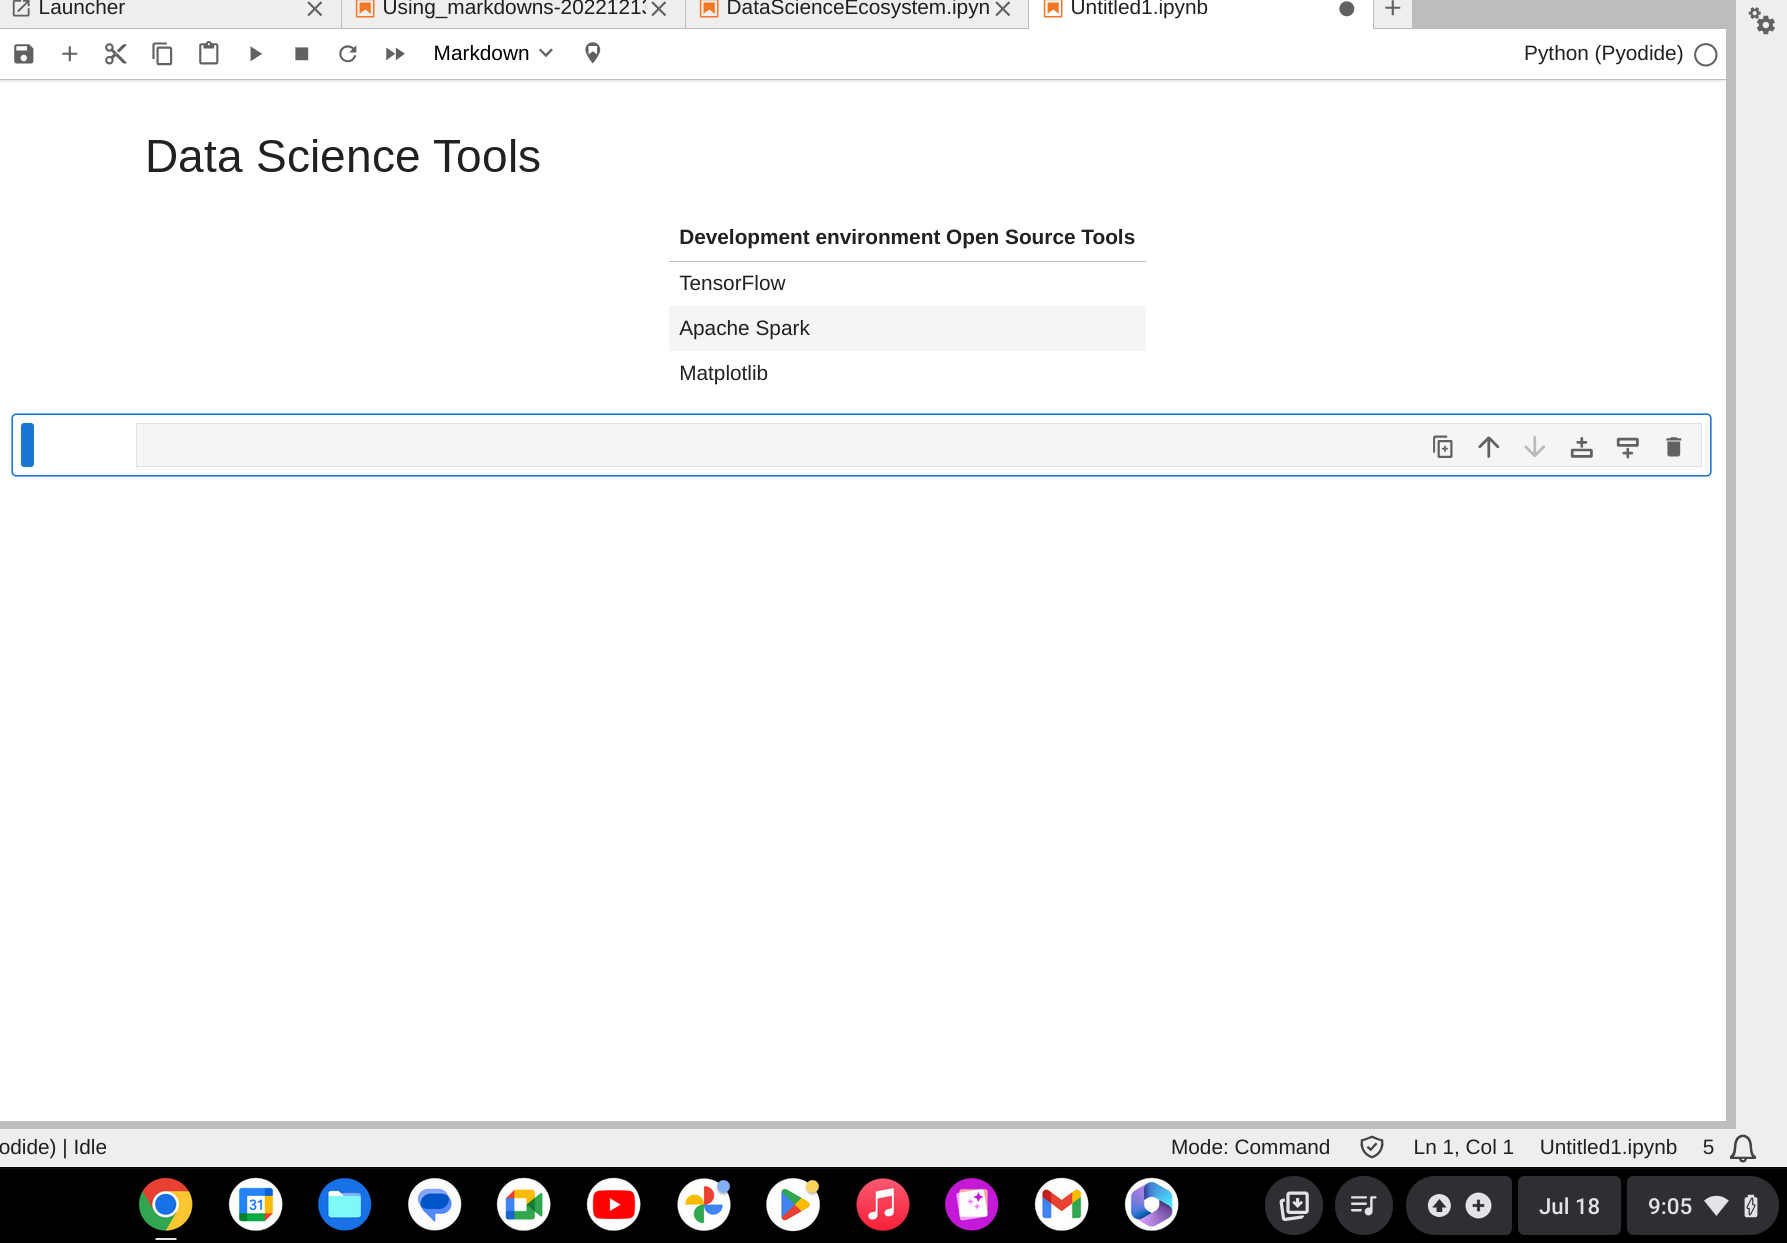 Launcher
Using_markdowns-2022121
DataScienceEcosystem.ipyn
Untitled1.ipynb
Markdown
Python (Pyodide)
Data Science Tools
Development environment Open Source Tools
TensorFlow
Apache Spark
Matplotlib
odide) | Idle
Mode: Command
Ln 1, Col 1
Untitled1.ipynb
5
31
Jul 18
9:05